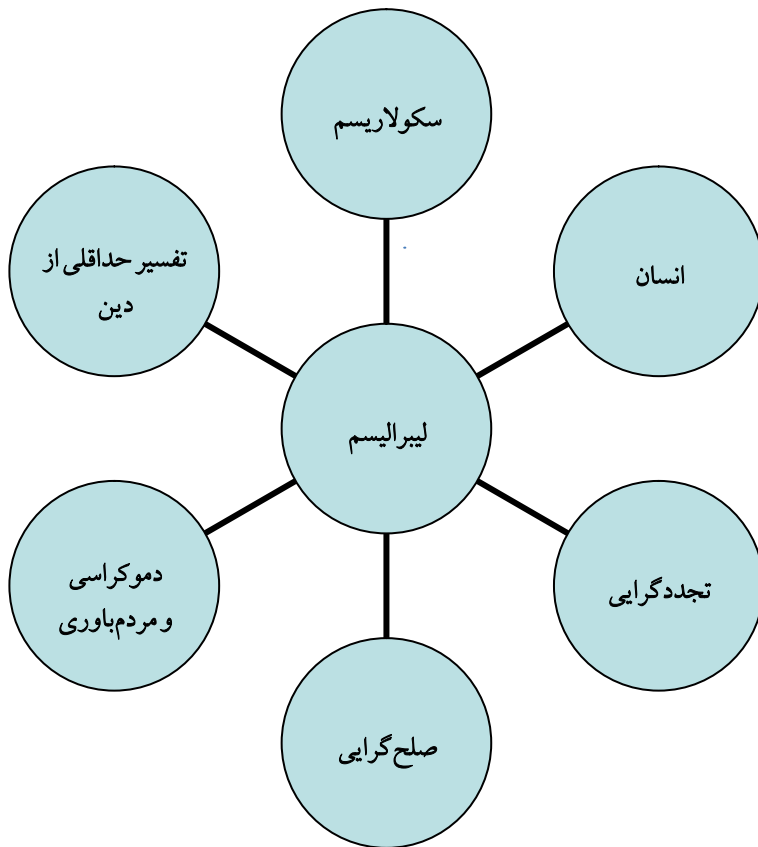 سکولاریسم
تفسیر حداقلی از
دین
انسان
لیبرالیسم
دموکراسی
و مردم‌باوری
تجددگرایی
صلح‌گرایی